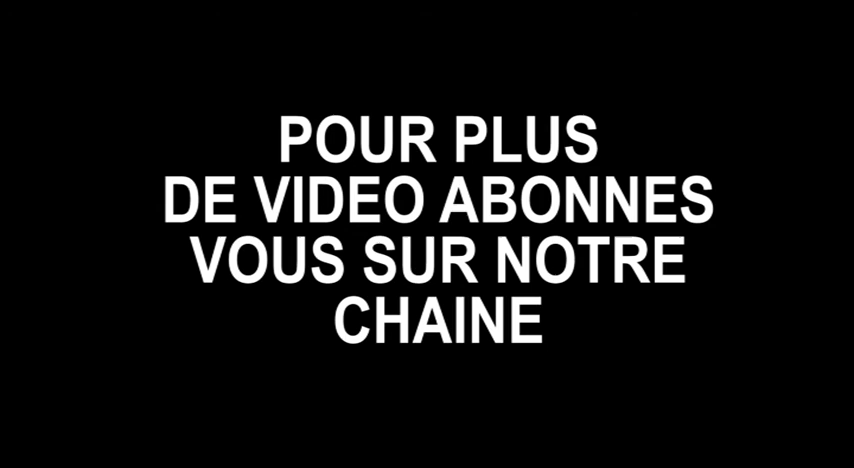 POUR PLUS
DE VIDEO ABONNES
VOUS SUR NOTRE
CHAINE